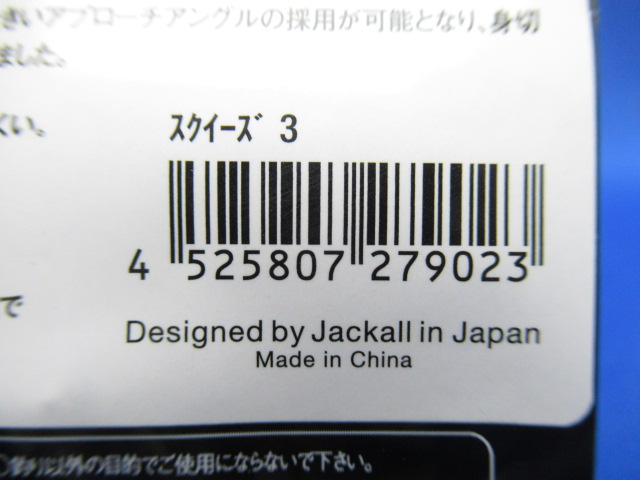 きいアプローチアングルの採用が可能となり、身切
ました。
くい。
ｽｸｲｰｽﾞ 3
4 525807 279023
で
Designed by Jackall in Japan
Made in China
○釣り以外の目的でご使用にならないで下さい。